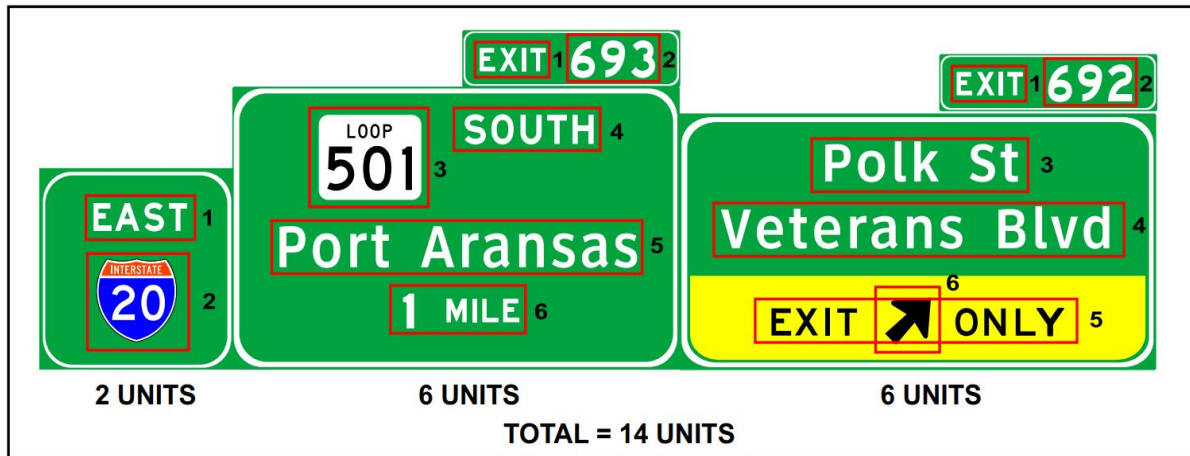 EXIT 1 693 2
LOOP
501 3
SOUTH 4
Port Aransas 5
1 MILE 6
EXIT 1 692 2
Polk St 3
Veterans Blvd 4
6
EXIT ONLY 5
EAST 1
INTERSTATE
20 2
2 UNITS
6 UNITS
6 UNITS
TOTAL = 14 UNITS